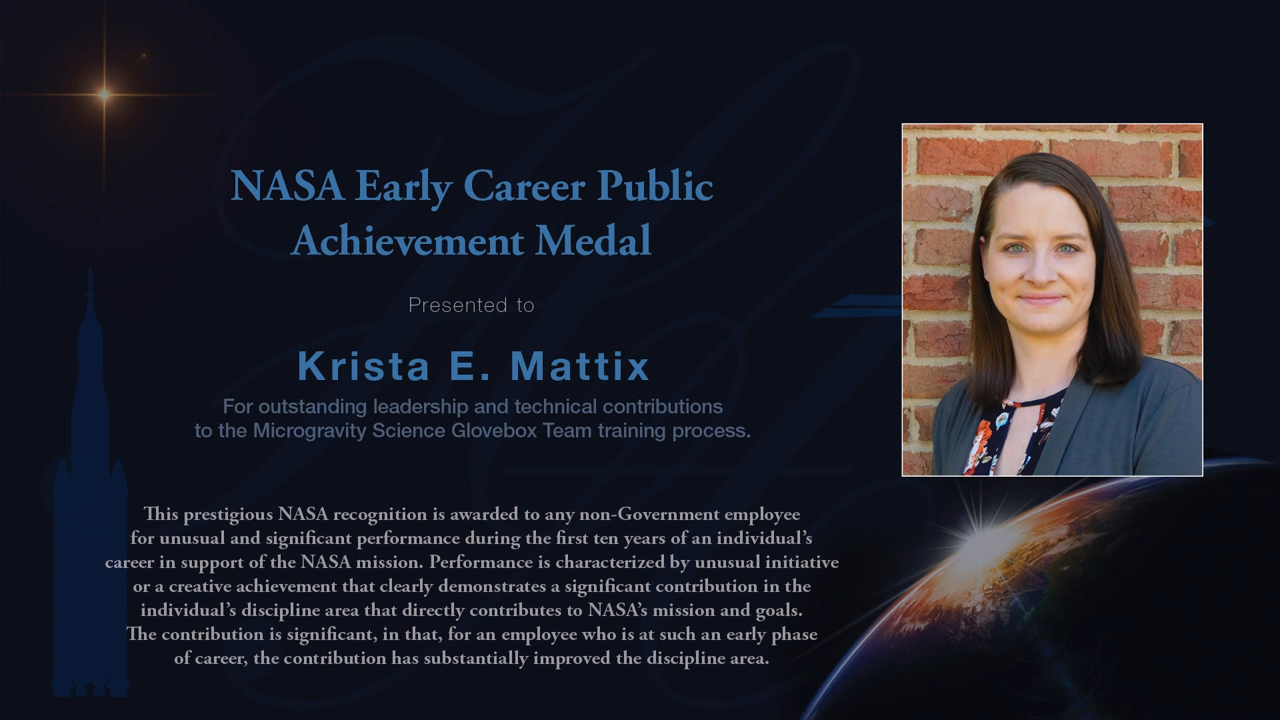 NASA Early Career Public
Achievement Medal
Presented to
Krista E. Mattix
For outstanding leadership and technical contributions
to the Microgravity Science Glovebox Team training process.
This prestigious NASA recognition is awarded to any non-Government employee
for unusual and significant performance during the first ten years of an individual’s
career in support of the NASA mission. Performance is characterized by unusual initiative
or a creative achievement that clearly demonstrates a significant contribution in the
individual’s discipline area that directly contributes to NASA’s mission and goals.
The contribution is significant, in that, for an employee who is at such an early phase
of career, the contribution has substantially improved the discipline area.